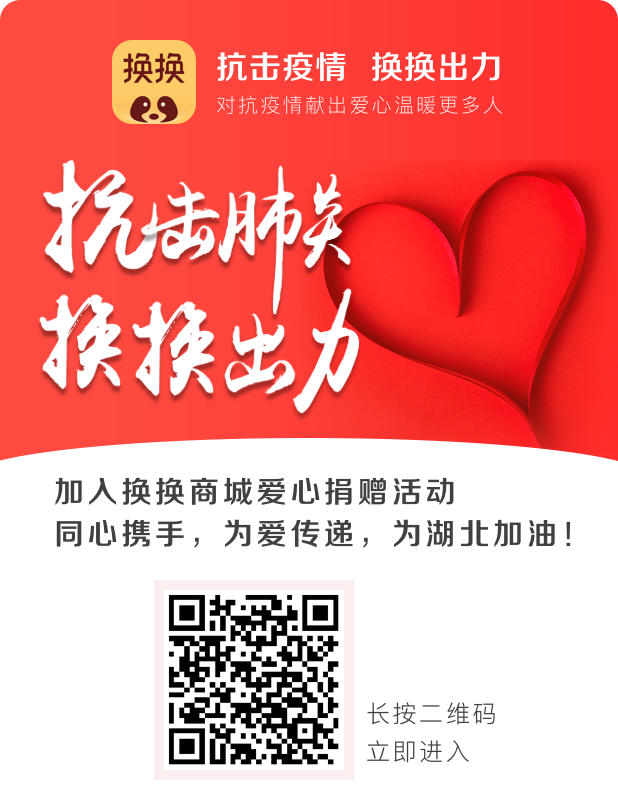 换换
抗击疫情 换换出力
对抗疫情献出爱心温暖更多人
抗击肺炎
换换出力
加入换换商城爱心捐赠活动
同心携手，为爱传递，为湖北加油！
长按二维码
立即进入